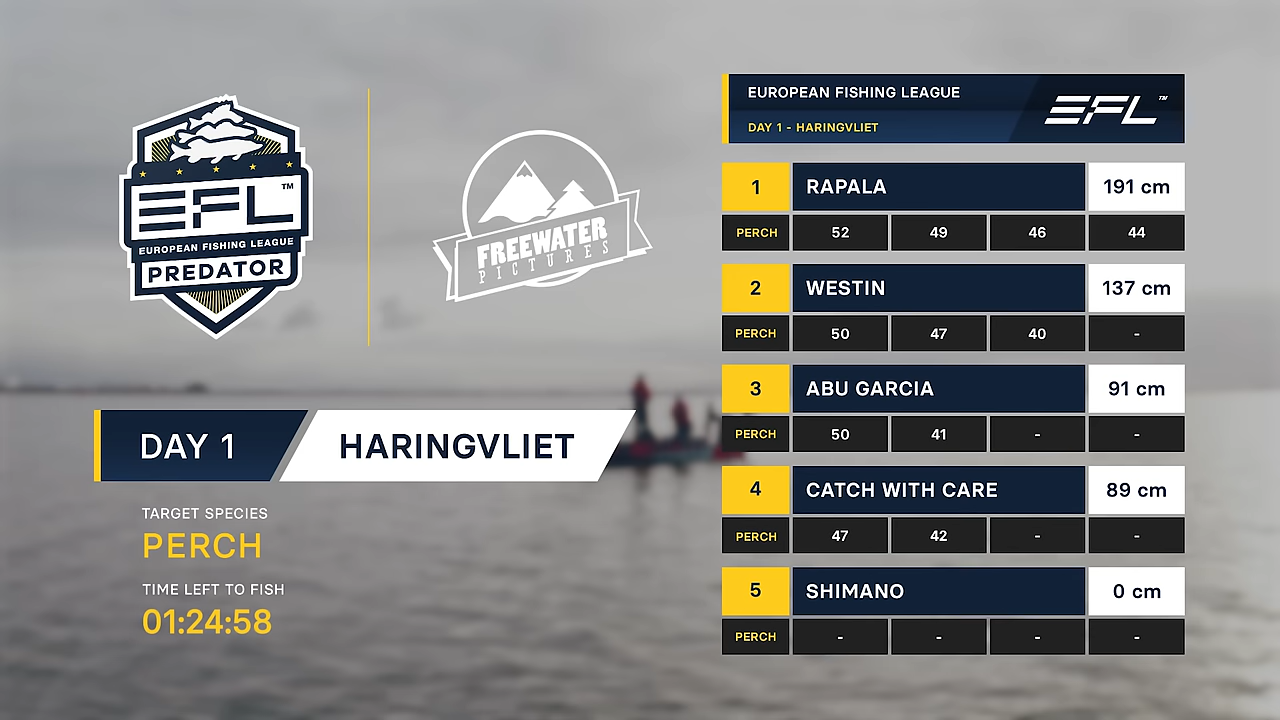 EFL™
EUROPEAN FISHING LEAGUE
PREDATOR
FREEWATER
PICTURES
DAY 1
HARINGVLIET
TARGET SPECIES
PERCH
TIME LEFT TO FISH
01:24:58
EUROPEAN FISHING LEAGUE
DAY 1 - HARINGVLIET
EFL™
1 RAPALA 191 cm
PERCH 52 49 46 44
2 WESTIN 137 cm
PERCH 50 47 40 -
3 ABU GARCIA 91 cm
PERCH 50 41 - -
4 CATCH WITH CARE 89 cm
PERCH 47 42 - -
5 SHIMANO 0 cm
PERCH - - - -